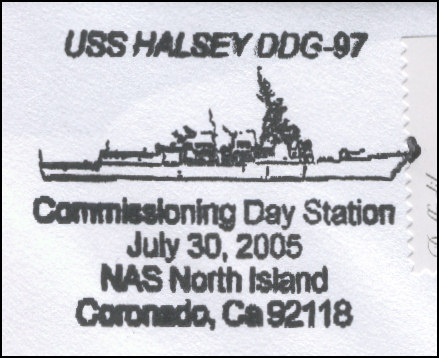 USS HALSEY DDG-97
Commissioning Day Station
July 30, 2005
NAS North Island
Coronado, Ca 92118